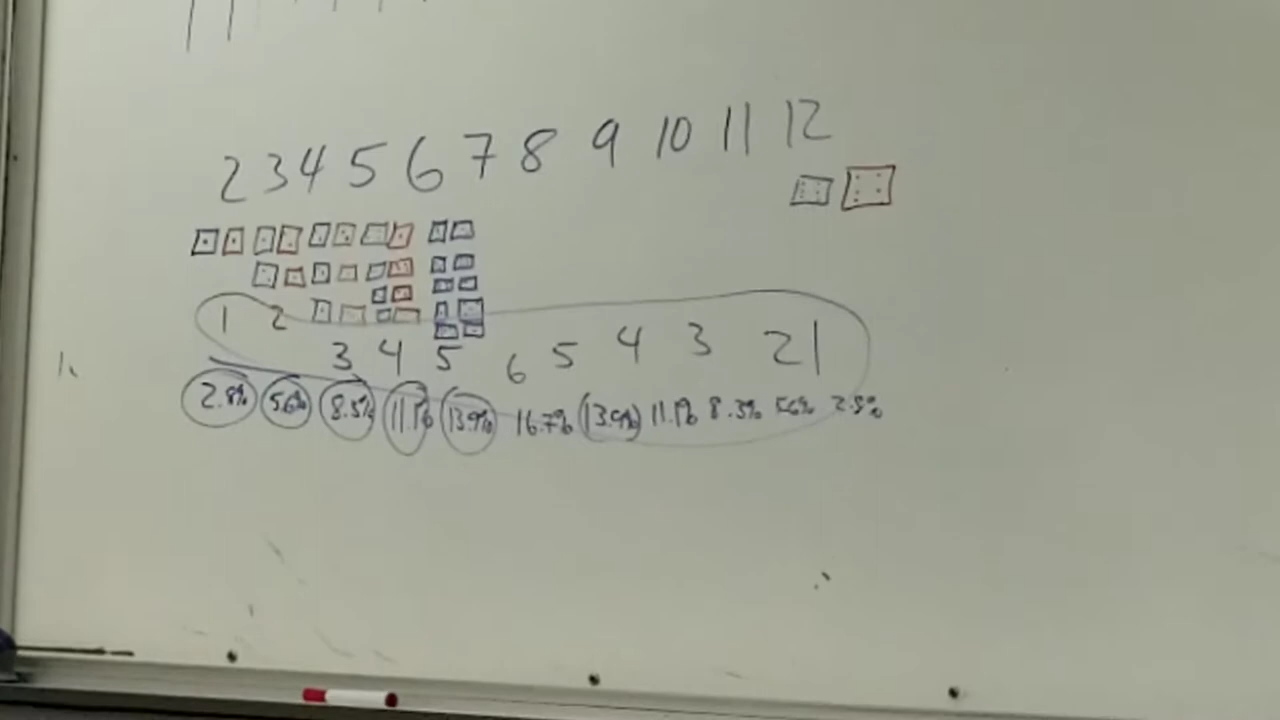 2 3 4 5 6 7 8 9 10 11 12
1 2 3 4 5 6 5 4 3 2 1
2.8% 5.6% 8.3% 11.1% 13.9% 16.7% 13.9% 11.1% 8.3% 5.6% 2.8%